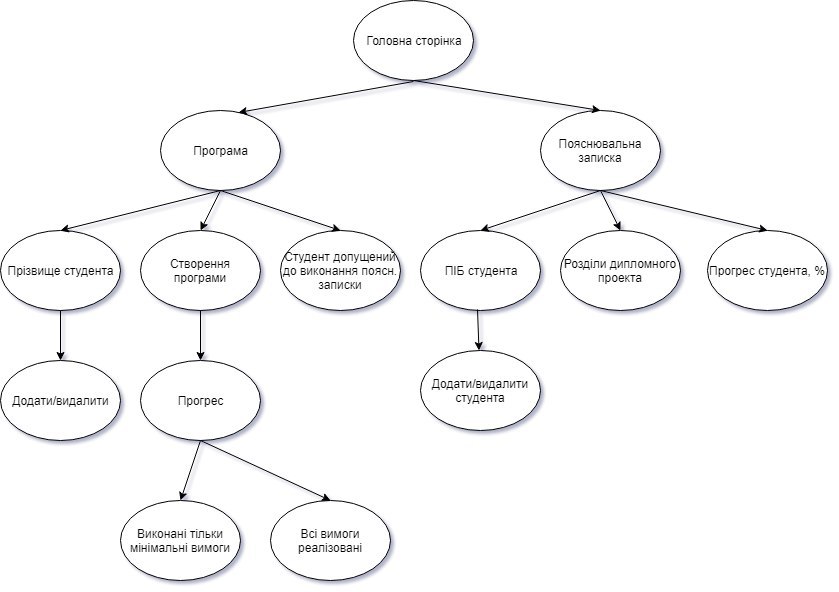 Головна сторінка
Програма
Пояснювальна
записка
Прізвище студента
Створення
програми
Студент допущений
до виконання поясн.
записки
ПІБ студента
Розділи дипломного
проекта
Прогрес студента, %
Додати/видалити
Прогрес
Додати/видалити
студента
Виконані тільки
мінімальні вимоги
Всі вимоги
реалізовані